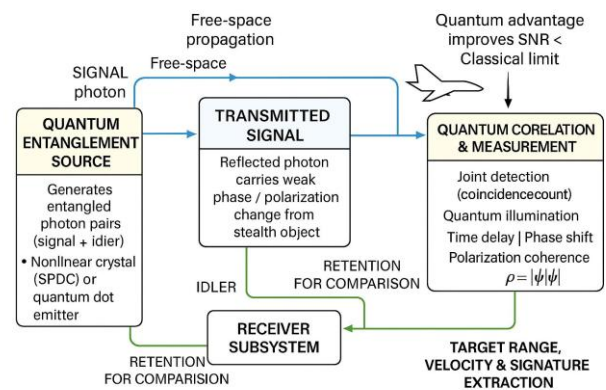 Free-space
propagation
Quantum advantage
improves SNR <
Classical limit
SIGNAL
photon
Free-space
QUANTUM
ENTANGLEMENT
SOURCE
Generates
entangled
photon pairs
(signal + idier)
• Nonllnear crystal
(SPDC) or
quantum dot
emitter
TRANSMITTED
SIGNAL
Reflected photon
carries weak
phase / polarization
change from
stealth object
QUANTUM CORELATION
& MEASUREMENT
Joint detection
(coincidencecount)
Quantum illumination
Time delay | Phase shift
Polarization coherence
ρ = |ψ|ψ|
IDLER
RETENTION
FOR COMPARISON
RECEIVER
SUBSYSTEM
RETENTION
FOR COMPARISION
TARGET RANGE,
VELOCITY & SIGNATURE
EXTRACTION